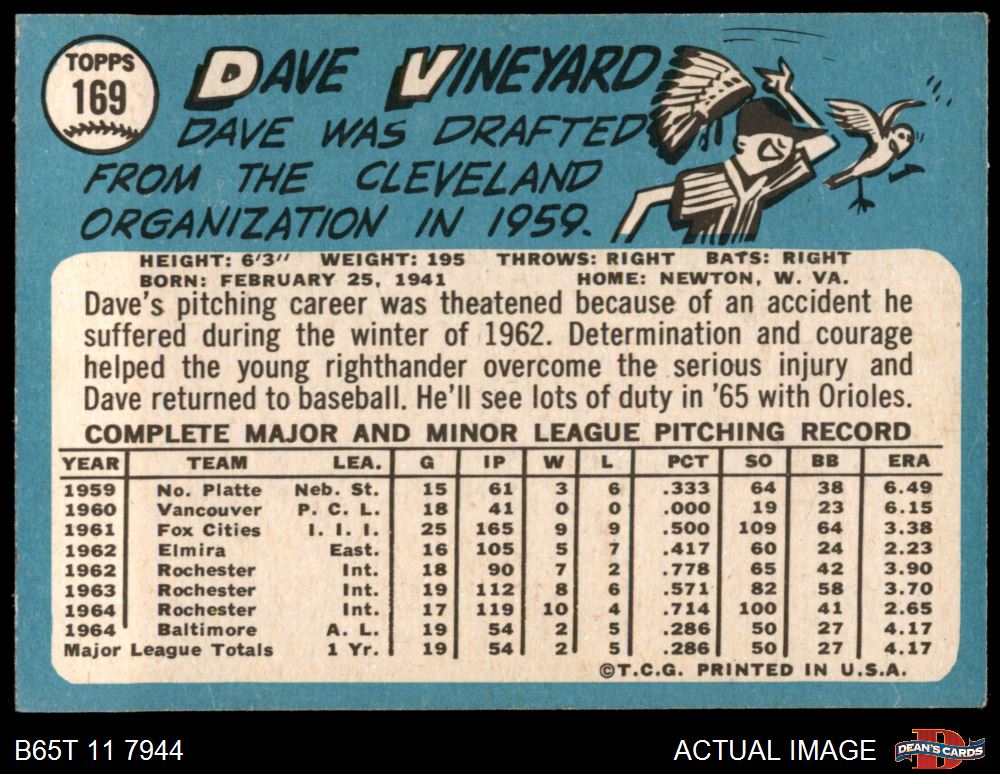 TOPPS
169
DAVE VINEYARD
DAVE WAS DRAFTED
FROM THE CLEVELAND
ORGANIZATION IN 1959.
HEIGHT: 6'3" WEIGHT: 195 THROWS: RIGHT BATS: RIGHT
BORN: FEBRUARY 25, 1941 HOME: NEWTON, W. VA.
Dave's pitching career was theatened because of an accident he
suffered during the winter of 1962. Determination and courage
helped the young righthander overcome the serious injury and
Dave returned to baseball. He'll see lots of duty in '65 with Orioles.
COMPLETE MAJOR AND MINOR LEAGUE PITCHING RECORD
YEAR TEAM LEA. G IP W L PCT SO BB ERA
1959 No. Platte Neb. St. 15 61 3 6 .333 64 38 6.49
1960 Vancouver P. C. L. 18 41 0 0 .000 19 23 6.15
1961 Fox Cities I. I. I. 25 165 9 9 .500 109 64 3.38
1962 Elmira East. 16 105 5 7 .417 60 24 2.23
1962 Rochester Int. 18 90 7 2 .778 65 42 3.90
1963 Rochester Int. 19 112 8 6 .571 82 58 3.70
1964 Rochester Int. 17 119 10 4 .714 100 41 2.65
1964 Baltimore A. L. 19 54 2 5 .286 50 27 4.17
Major League Totals 1 Yr. 19 54 2 5 .286 50 27 4.17
©T.C.G. PRINTED IN U.S.A.
B65T 11 7944 ACTUAL IMAGE DEAN'S CARDS